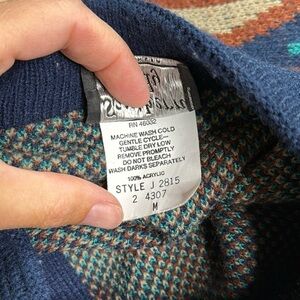 RN 46002
MACHINE WASH COLD
GENTLE CYCLE—
TUMBLE DRY LOW
REMOVE PROMPTLY
DO NOT BLEACH
WASH DARKS SEPARATELY
100% ACRYLIC
STYLE J 2815
2 4307
M